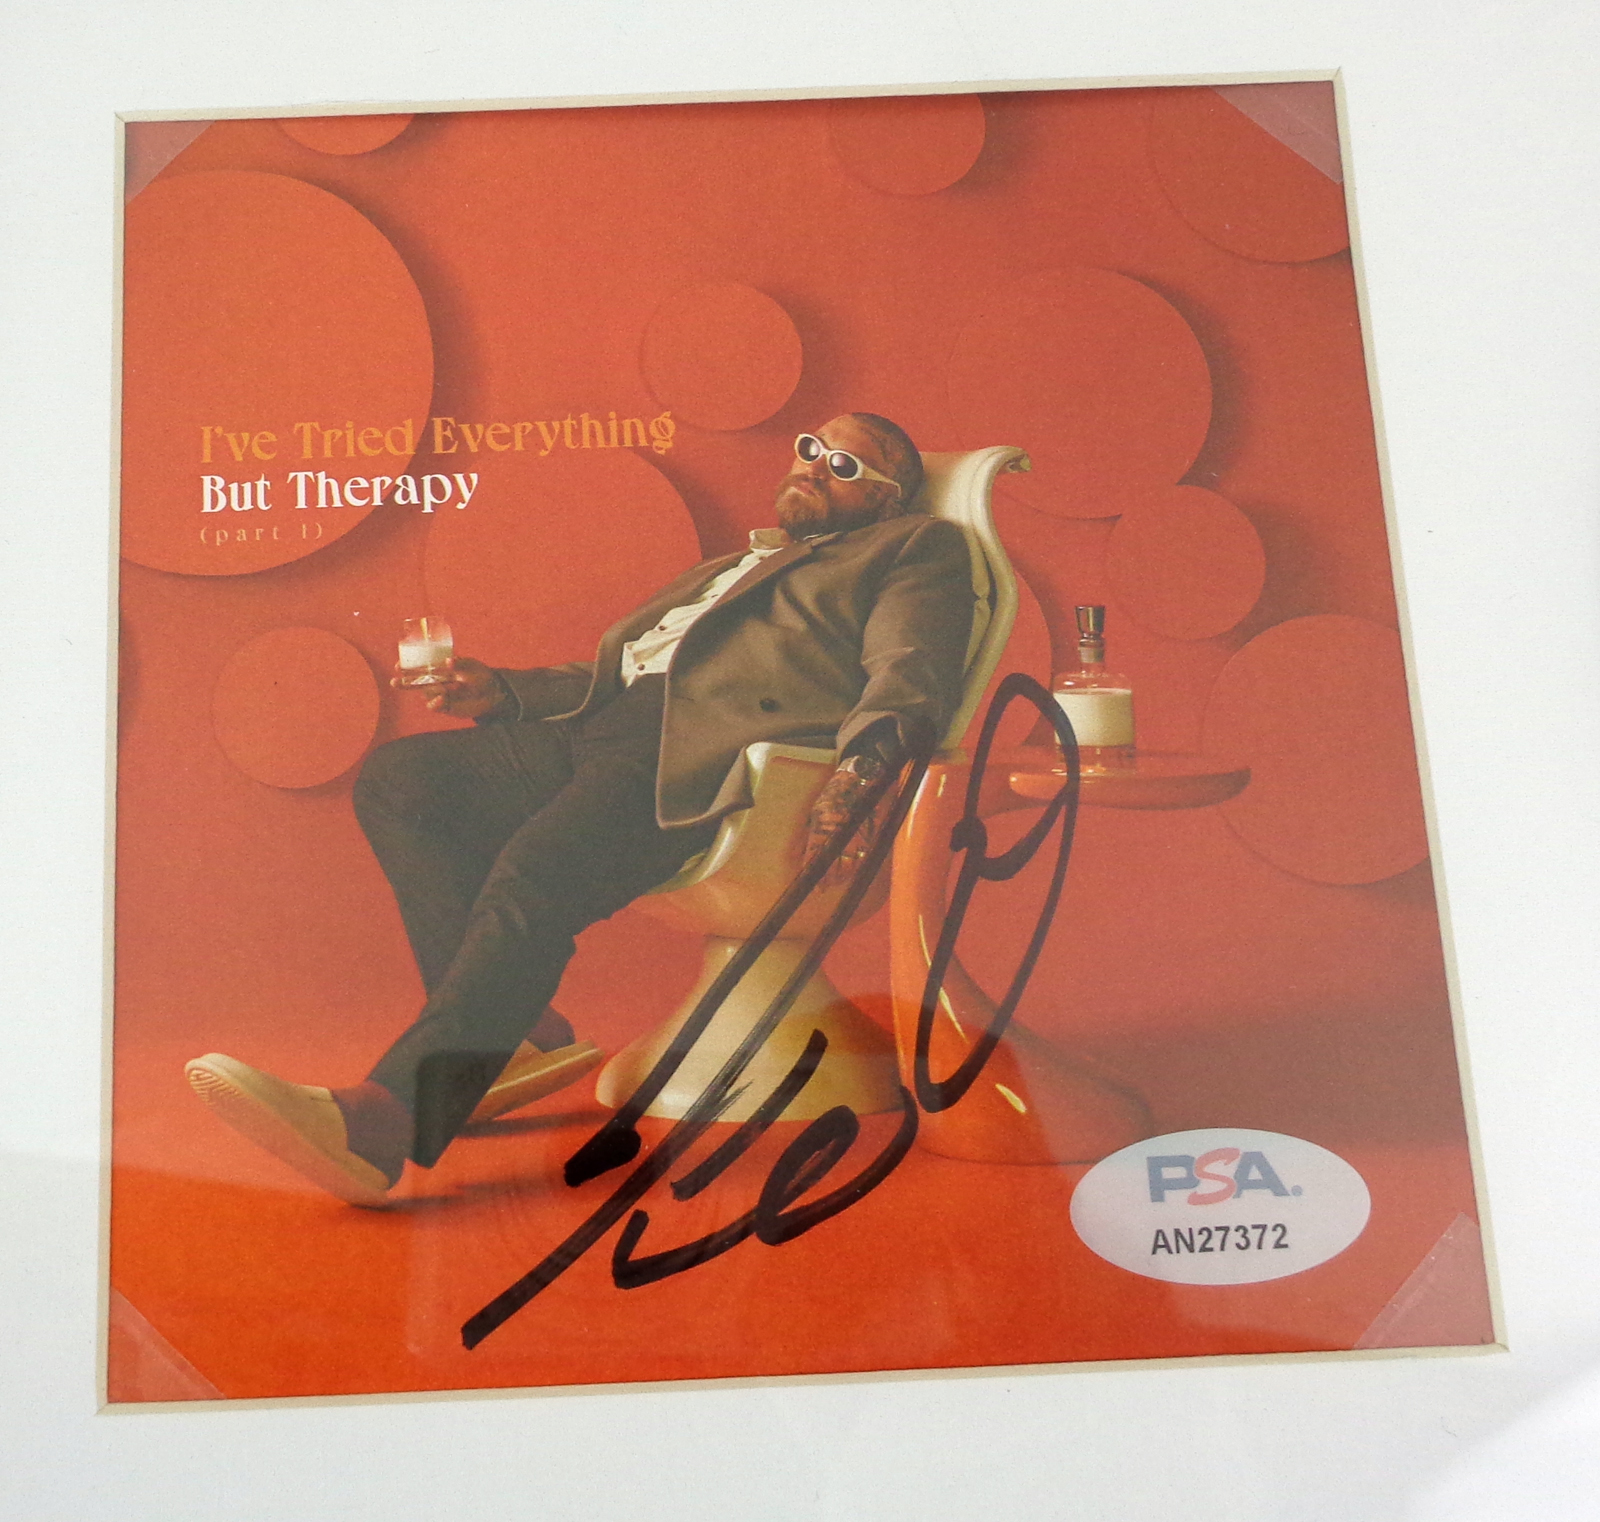 I've Tried Everything
But Therapy
(part 1)
PSA.
AN27372